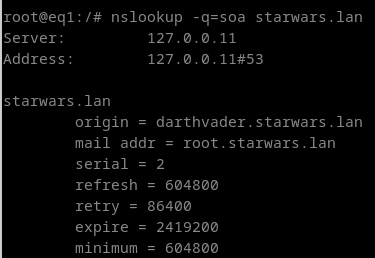 root@eq1:/# nslookup -q=soa starwars.lan
Server:         127.0.0.11
Address:        127.0.0.11#53
starwars.lan
        origin = darthvader.starwars.lan
        mail addr = root.starwars.lan
        serial = 2
        refresh = 604800
        retry = 86400
        expire = 2419200
        minimum = 604800